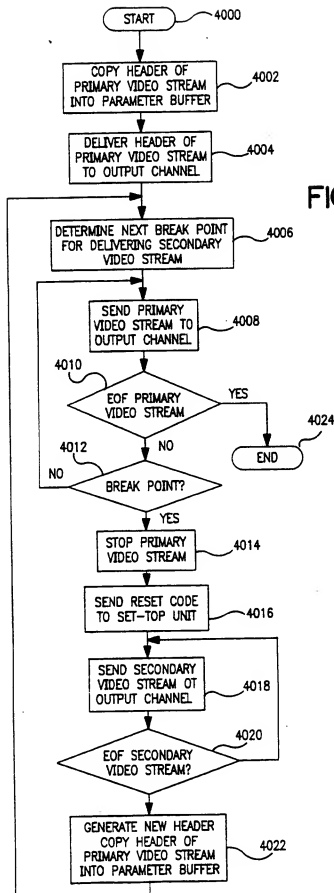 START
4000
COPY HEADER OF
PRIMARY VIDEO STREAM
INTO PARAMETER BUFFER
4002
DELIVER HEADER OF
PRIMARY VIDEO STREAM
TO OUTPUT CHANNEL
4004
FIG
DETERMINE NEXT BREAK POINT
FOR DELIVERING SECONDARY
VIDEO STREAM
4006
SEND PRIMARY
VIDEO STREAM TO
OUTPUT CHANNEL
4008
4010
EOF PRIMARY
VIDEO STREAM
YES
NO
4024
END
4012
NO
BREAK POINT?
YES
STOP PRIMARY
VIDEO STREAM
4014
SEND RESET CODE
TO SET-TOP UNIT
4016
SEND SECONDARY
VIDEO STREAM OT
OUTPUT CHANNEL
4018
4020
EOF SECONDARY
VIDEO STREAM?
GENERATE NEW HEADER
COPY HEADER OF
PRIMARY VIDEO STREAM
INTO PARAMETER BUFFER
4022